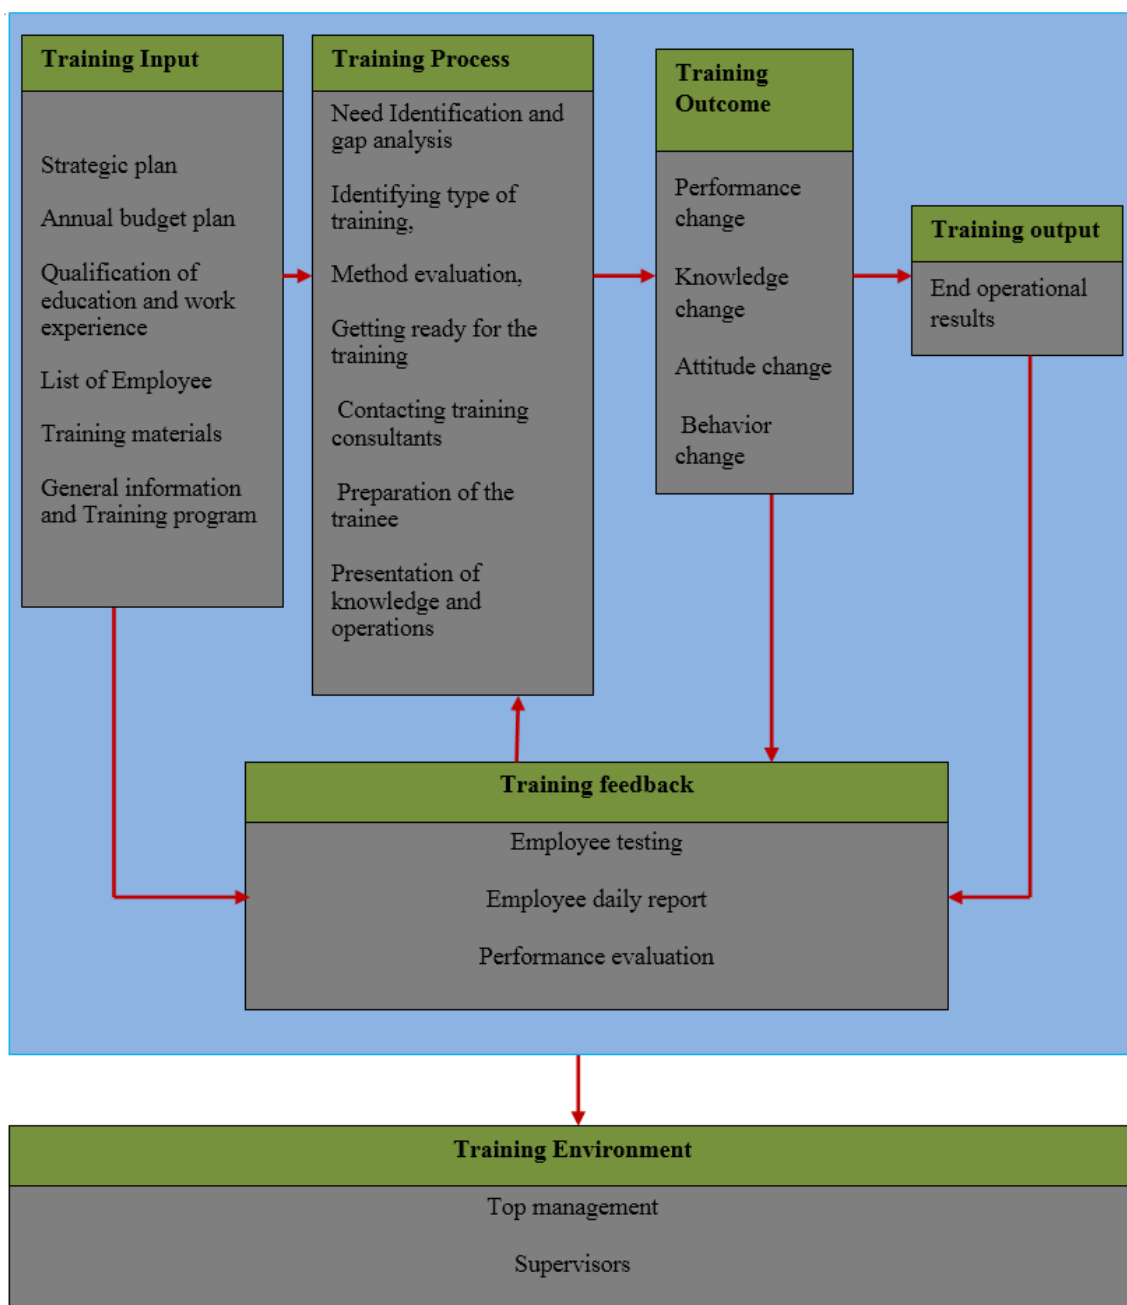 Training Input
Strategic plan
Annual budget plan
Qualification of
education and work
experience
List of Employee
Training materials
General information
and Training program
Training Process
Need Identification and
gap analysis
Identifying type of
training,
Method evaluation,
Getting ready for the
training
Contacting training
consultants
Preparation of the
trainee
Presentation of
knowledge and
operations
Training
Outcome
Performance
change
Knowledge
change
Attitude change
Behavior
change
Training output
End operational
results
Training feedback
Employee testing
Employee daily report
Performance evaluation
Training Environment
Top management
Supervisors